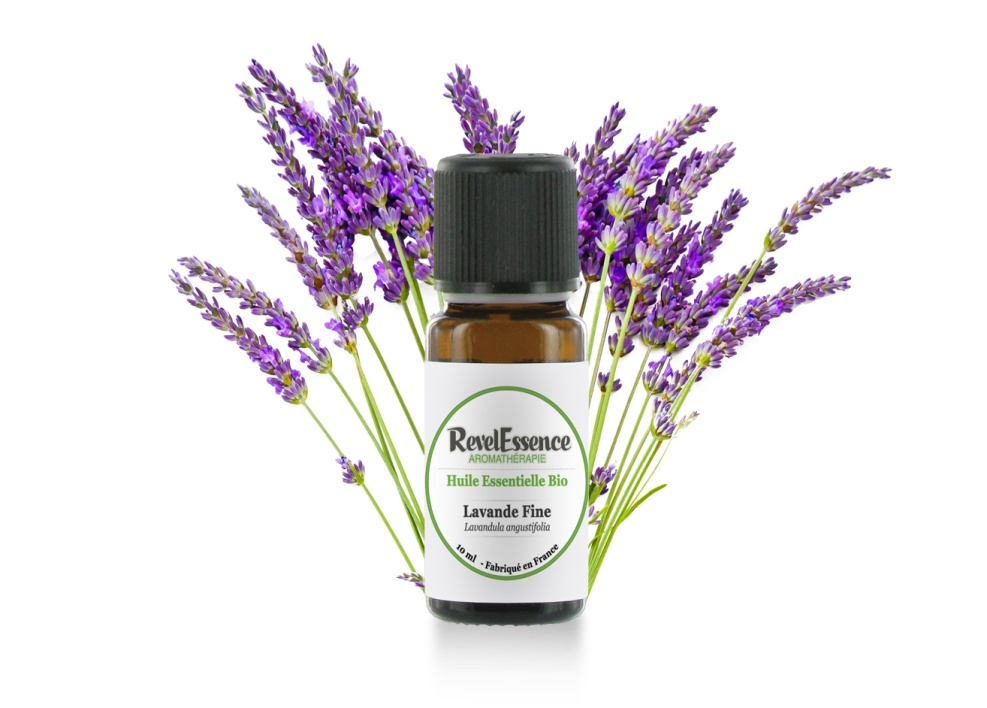 RevelEssence
AROMATHÉRAPIE
Huile Essentielle Bio
Lavande Fine
Lavandula angustifolia
10 ml - Fabriqué en France